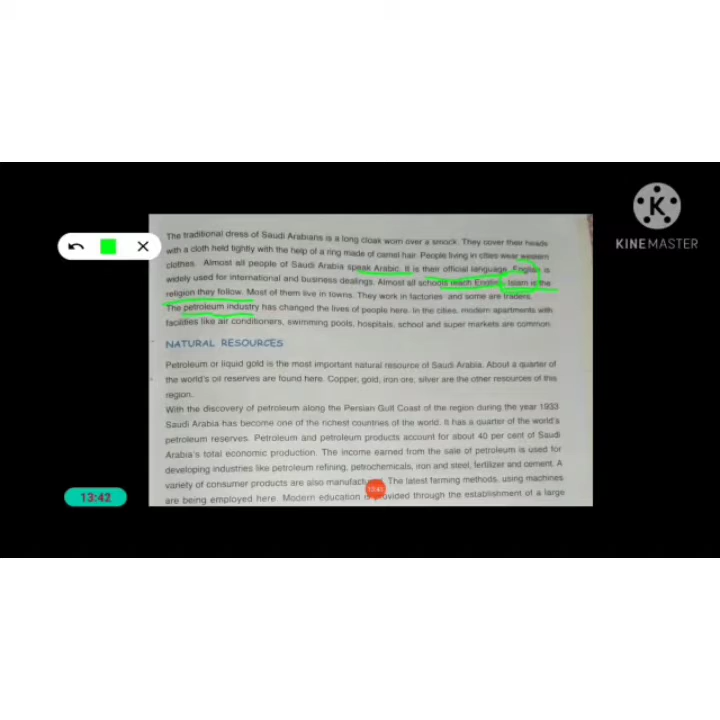 KINEMASTER
The traditional dress of Saudi Arabians is a long cloak worn over a smock. They cover their heads
with a cloth held tightly with the help of a ring made of camel hair. People living in cities wear western
clothes. Almost all people of Saudi Arabia speak Arabic. It is their official language. English is
widely used for international and business dealings. Almost all schools teach English. Islam is the
religion they follow. Most of them live in towns. They work in factories and some are traders.
The petroleum industry has changed the lives of people here. In the cities, modern apartments with
facilities like air conditioners, swimming pools, hospitals, school and super markets are common.
NATURAL RESOURCES
Petroleum or liquid gold is the most important natural resource of Saudi Arabia. About a quarter of
the world's oil reserves are found here. Copper, gold, iron ore, silver are the other resources of this
region.
With the discovery of petroleum along the Persian Gulf Coast of the region during the year 1933
Saudi Arabia has become one of the richest countries of the world. It has a quarter of the world's
petroleum reserves. Petroleum and petroleum products account for about 40 per cent of Saudi
Arabia's total economic production. The income earned from the sale of petroleum is used for
developing industries like petroleum refining, petrochemicals, iron and steel, fertilizer and cement. A
variety of consumer products are also manufactured. The latest farming methods, using machines
are being employed here. Modern education is provided through the establishment of a large
13:42
13:41